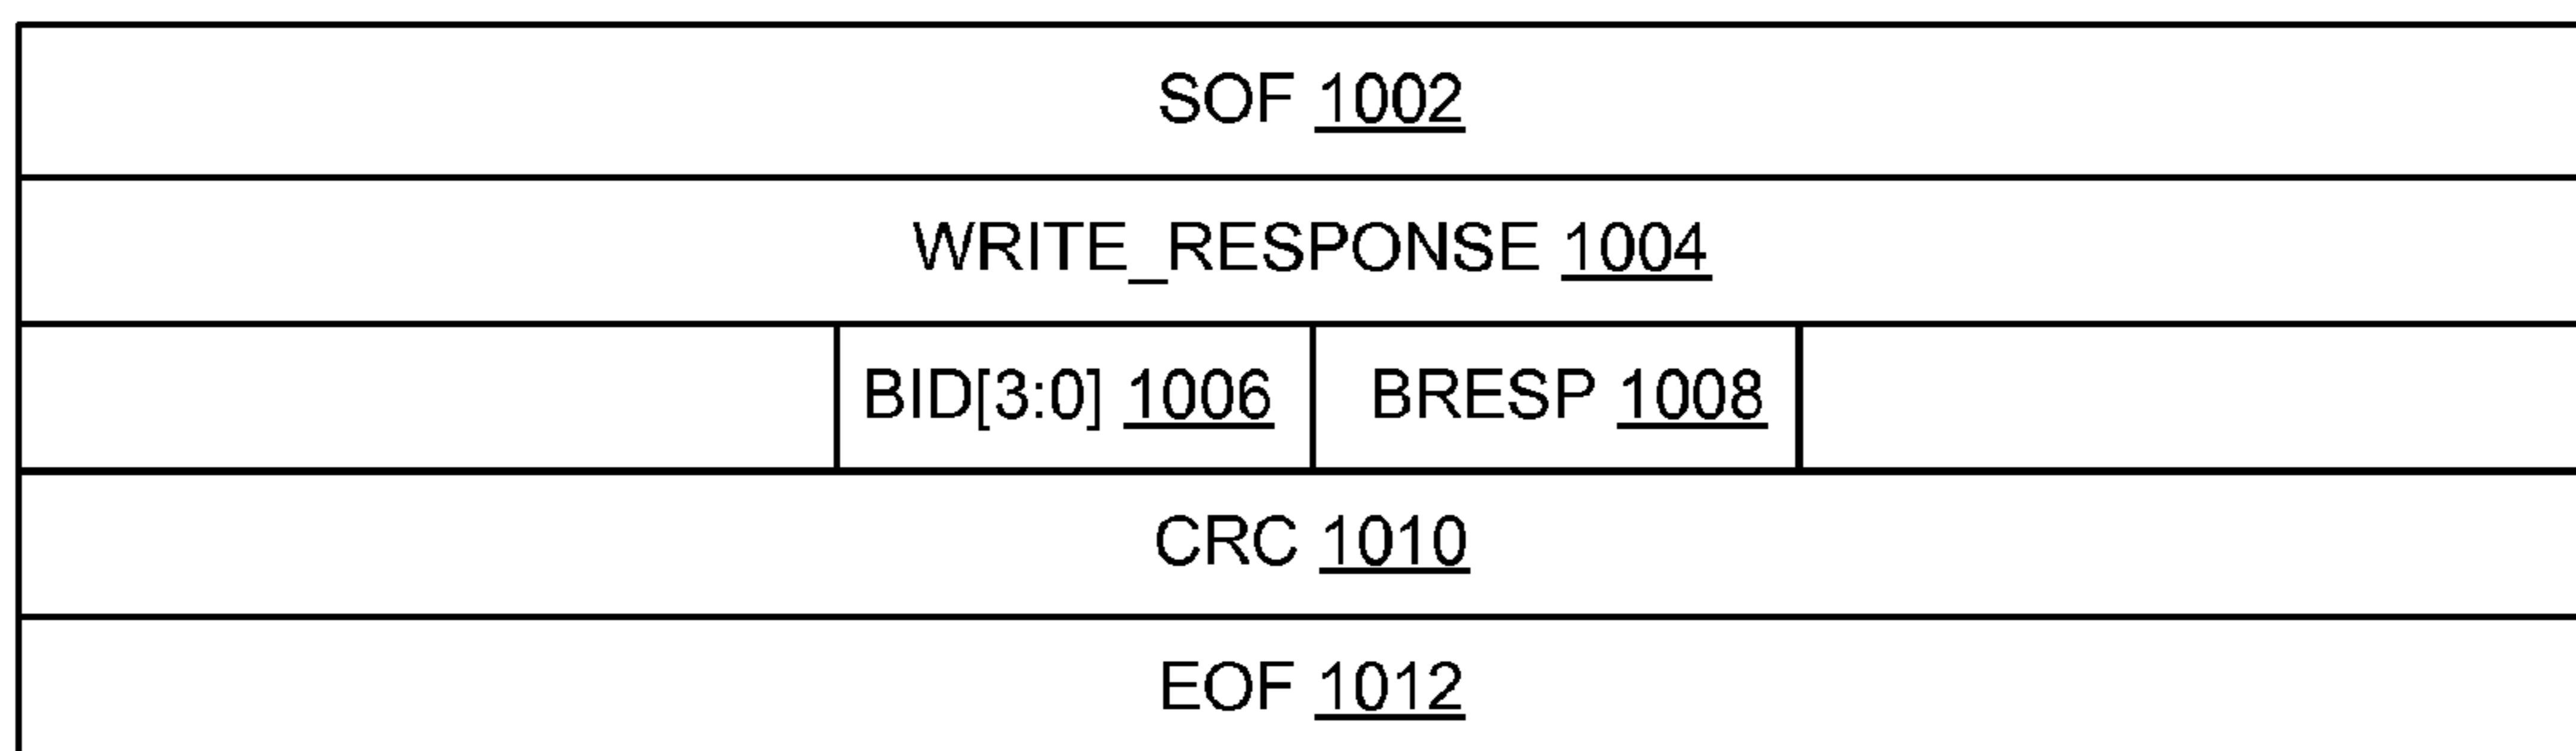 SOF 1002
WRITE_RESPONSE 1004
BID[3:0] 1006 BRESP 1008
CRC 1010
EOF 1012